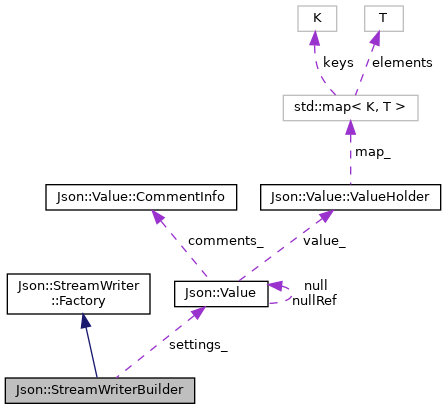 K
T
keys
elements
std::map< K, T >
map_
Json::Value::CommentInfo
Json::Value::ValueHolder
comments_
value_
Json::StreamWriter
::Factory
Json::Value
null
nullRef
settings_
Json::StreamWriterBuilder